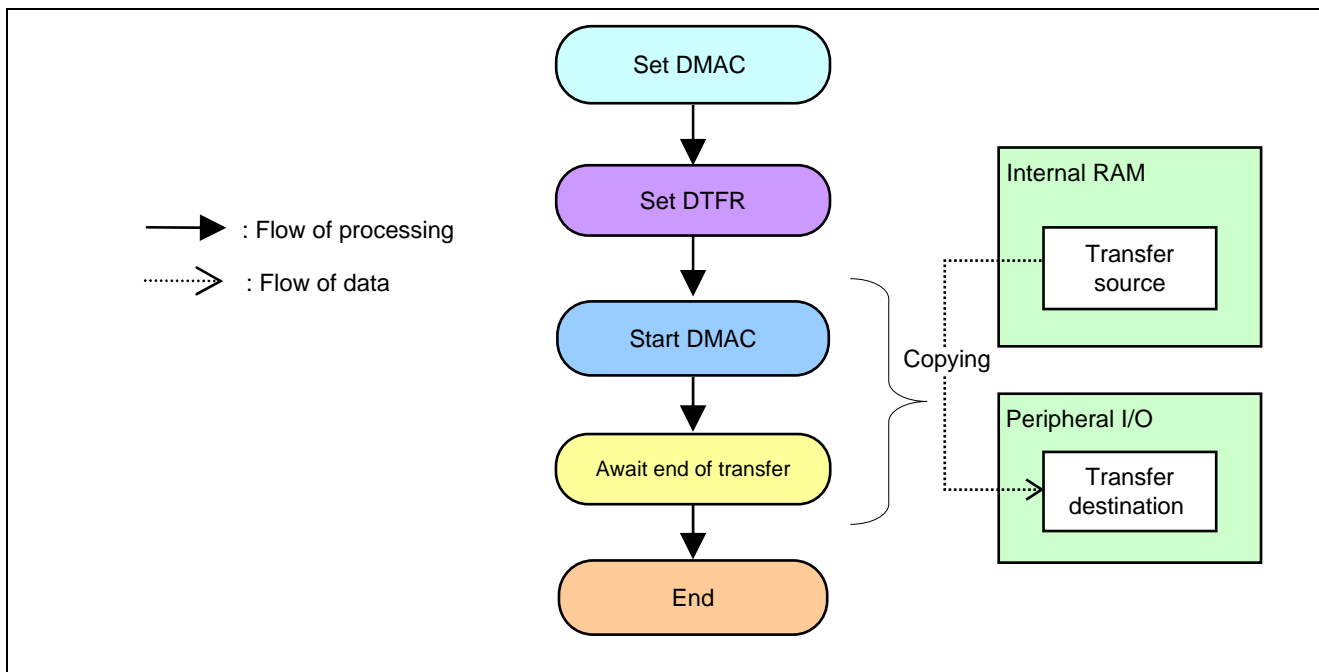 Set DMAC
Set DTFR
Start DMAC
Await end of transfer
End
: Flow of processing
: Flow of data
Copying
Internal RAM
Transfer
source
Peripheral I/O
Transfer
destination